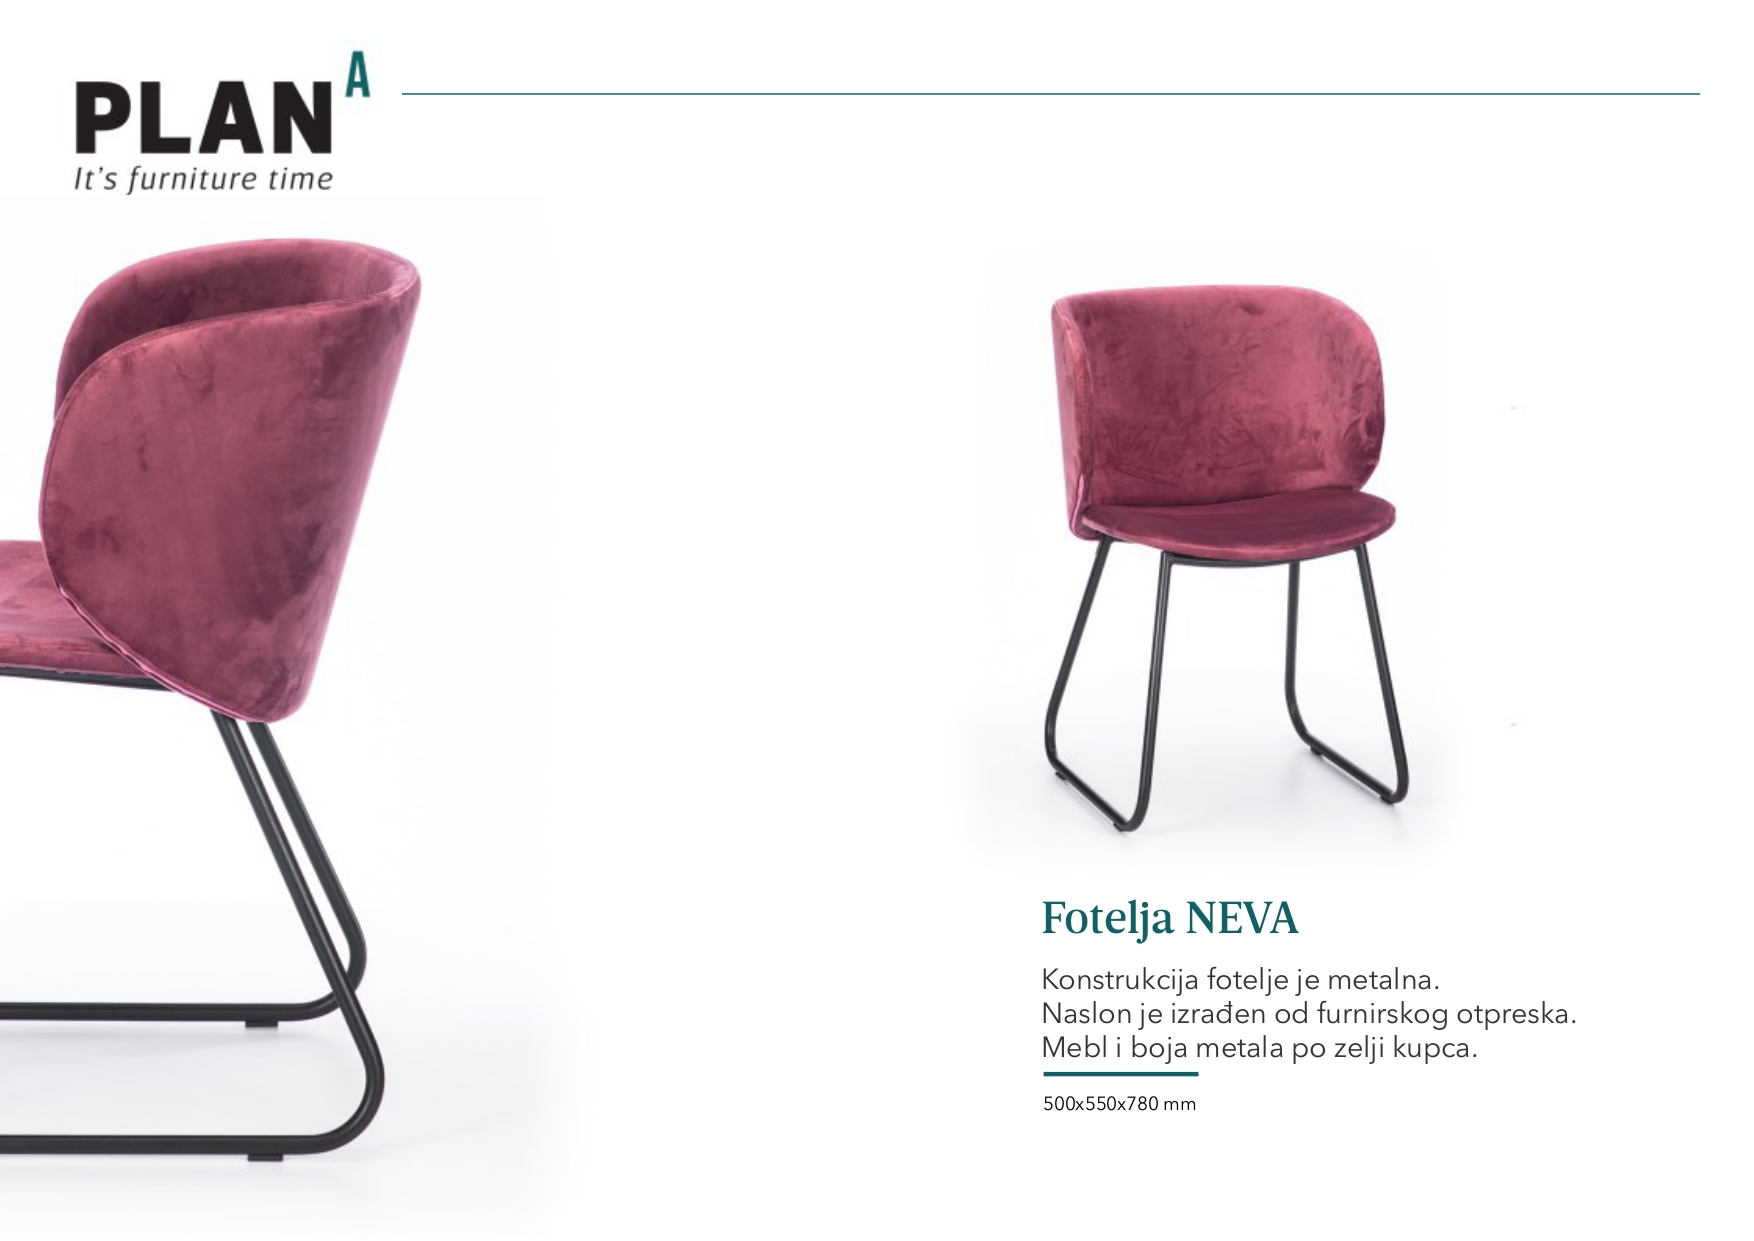 PLAN A
It's furniture time
Fotelja NEVA
Konstrukcija fotelje je metalna.
Naslon je izrađen od furnirskog otpreska.
Mebl i boja metala po zelji kupca.
500x550x780 mm